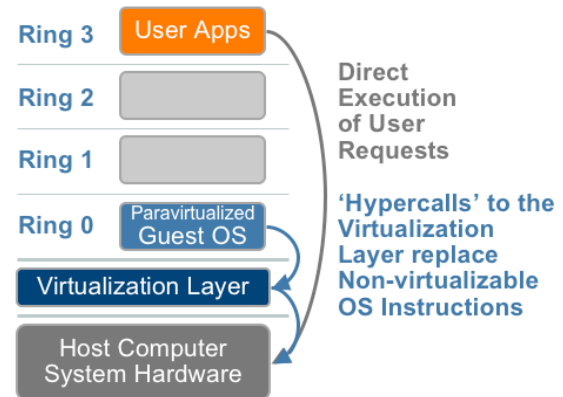 Ring 3
User Apps
Ring 2
Ring 1
Ring 0
Paravirtualized
Guest OS
Virtualization Layer
Host Computer
System Hardware
Direct
Execution
of User
Requests
‘Hypercalls’ to the
Virtualization
Layer replace
Non-virtualizable
OS Instructions